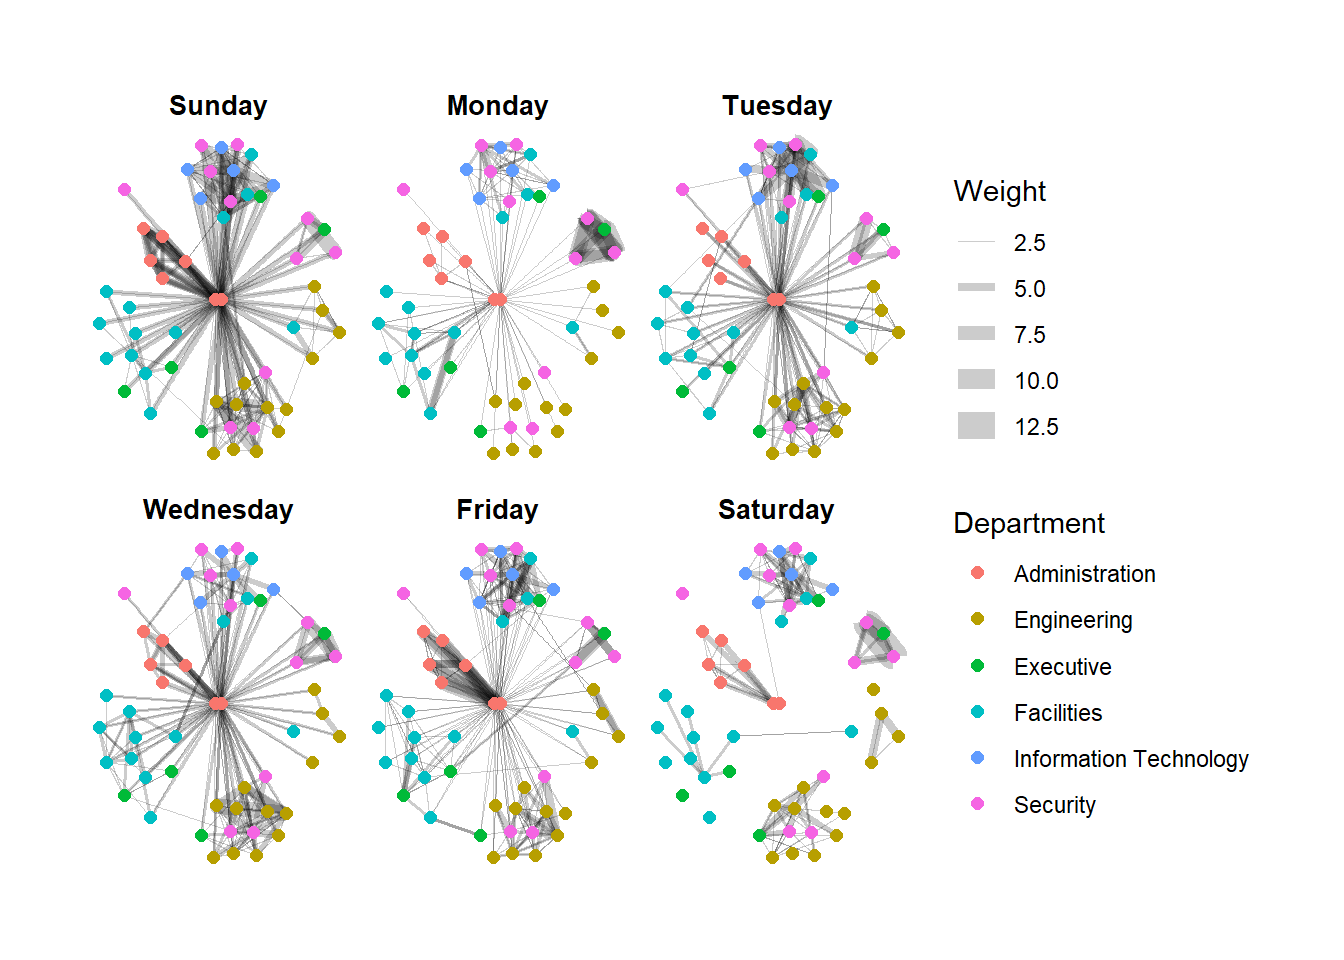 Sunday
Monday
Tuesday
Wednesday
Friday
Saturday
Weight
2.5
5.0
7.5
10.0
12.5
Department
Administration
Engineering
Executive
Facilities
Information Technology
Security